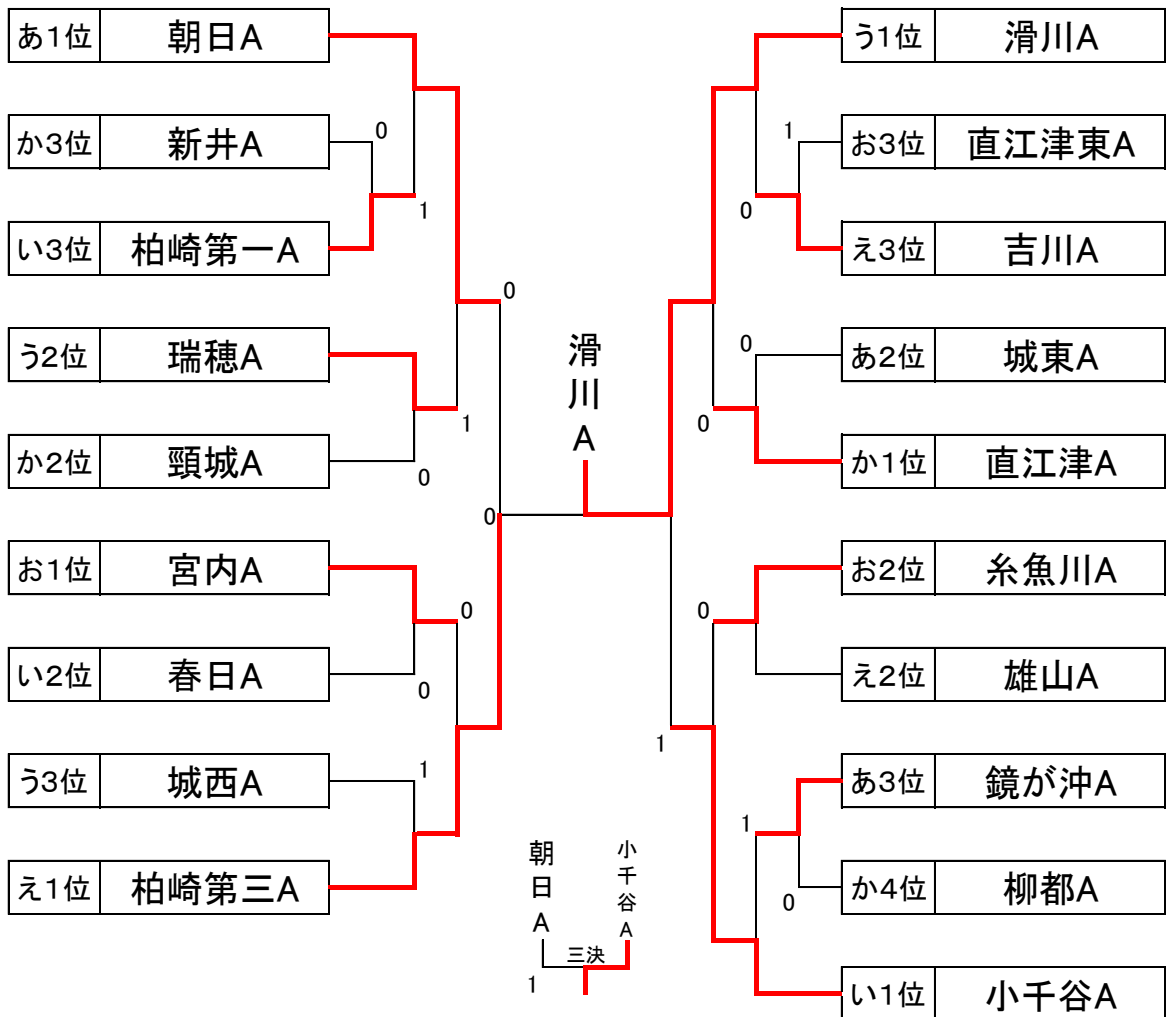 あ1位 朝日A
か3位 新井A
い3位 柏崎第一A
う2位 瑞穂A
か2位 頸城A
お1位 宮内A
い2位 春日A
う3位 城西A
え1位 柏崎第三A
0
1
0
1
0
0
0
0
1
滑川A
朝日A
小千谷A
三決
1
う1位 滑川A
お3位 直江津東A
え3位 吉川A
あ2位 城東A
か1位 直江津A
お2位 糸魚川A
え2位 雄山A
あ3位 鏡が沖A
か4位 柳都A
い1位 小千谷A
1
0
0
0
0
1
1
0